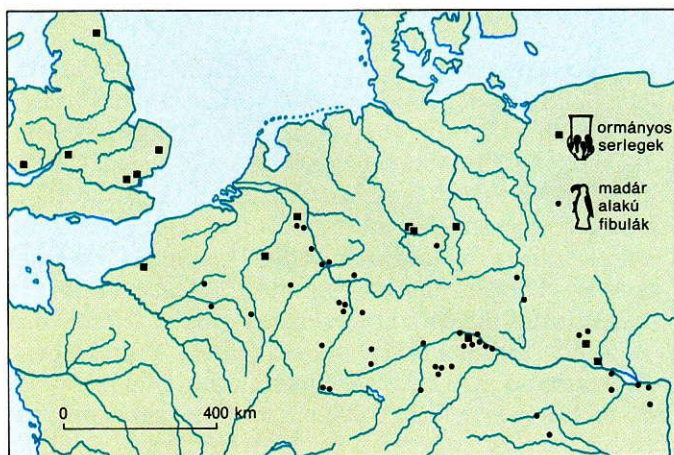 ormányos
serlegek
madár
alakú
fibulák
0 400 km